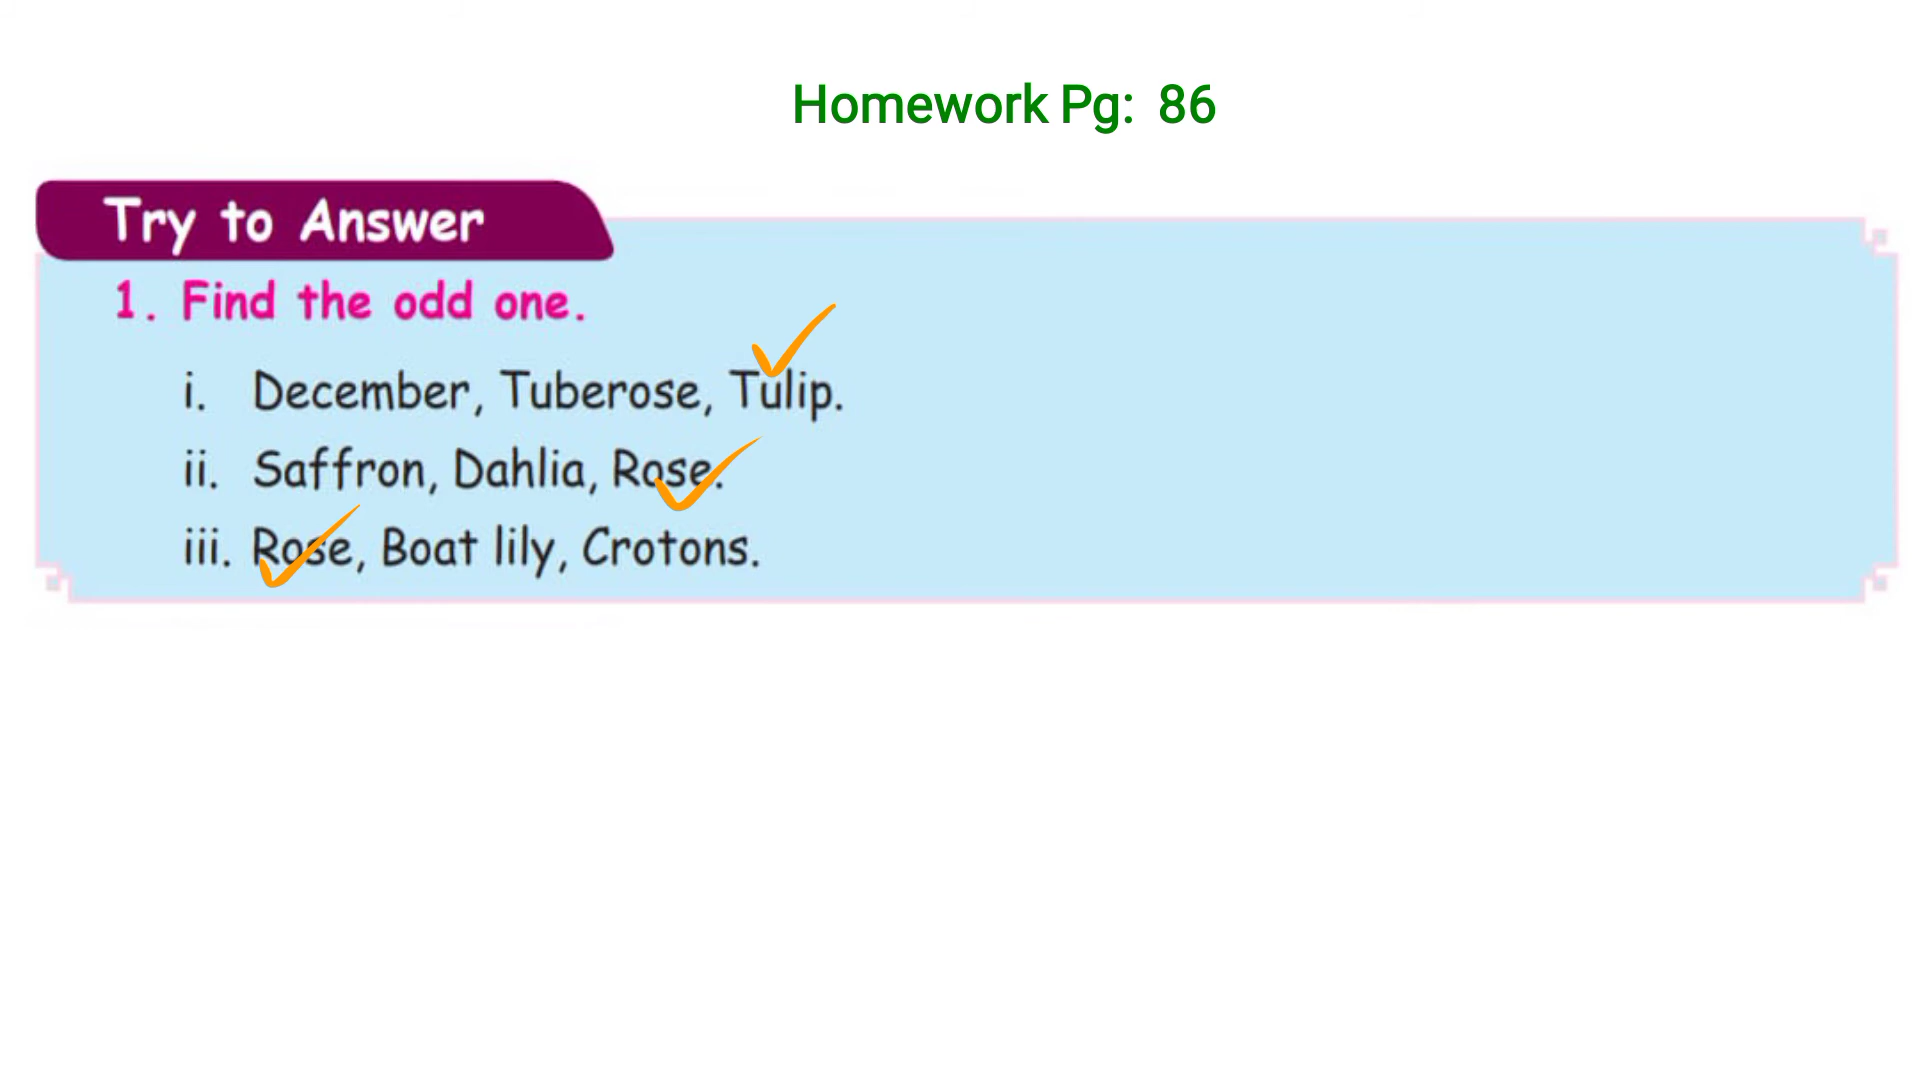 Homework Pg: 86
Try to Answer
1. Find the odd one.
i. December, Tuberose, Tulip.
ii. Saffron, Dahlia, Rose.
iii. Rose, Boat lily, Crotons.